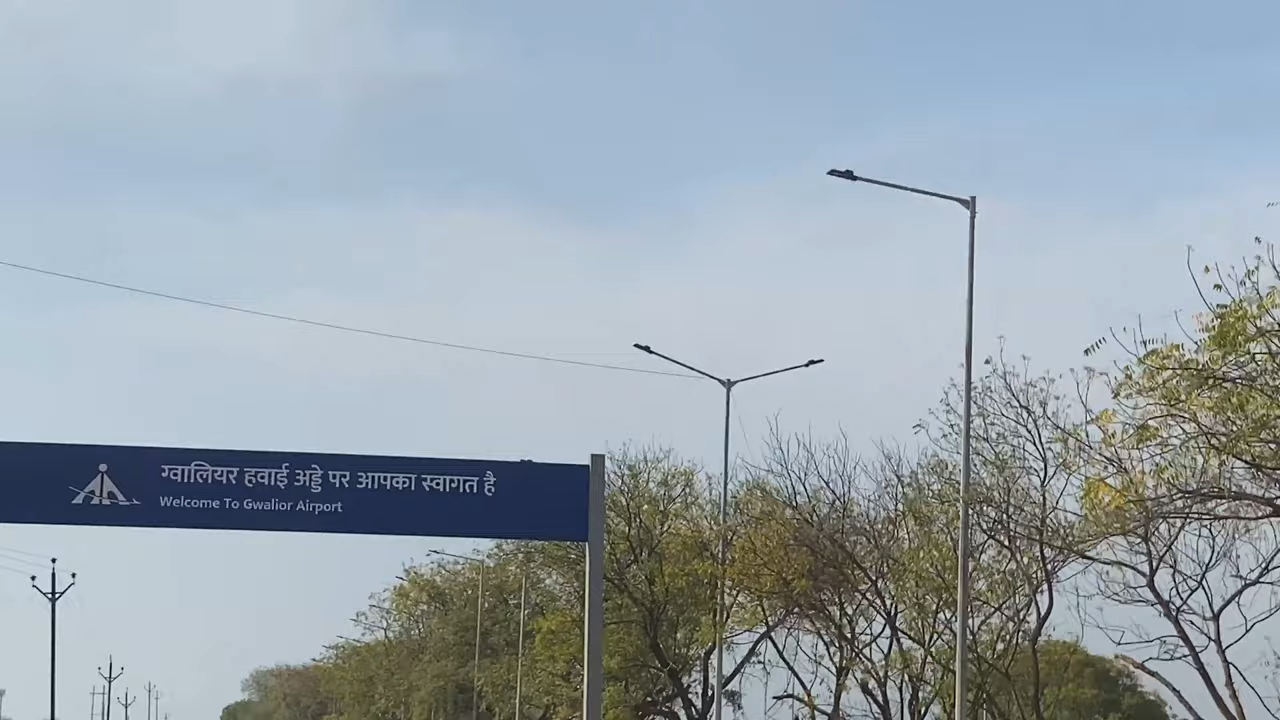 ग्वालियर हवाई अड्डे पर आपका स्वागत है
Welcome To Gwalior Airport